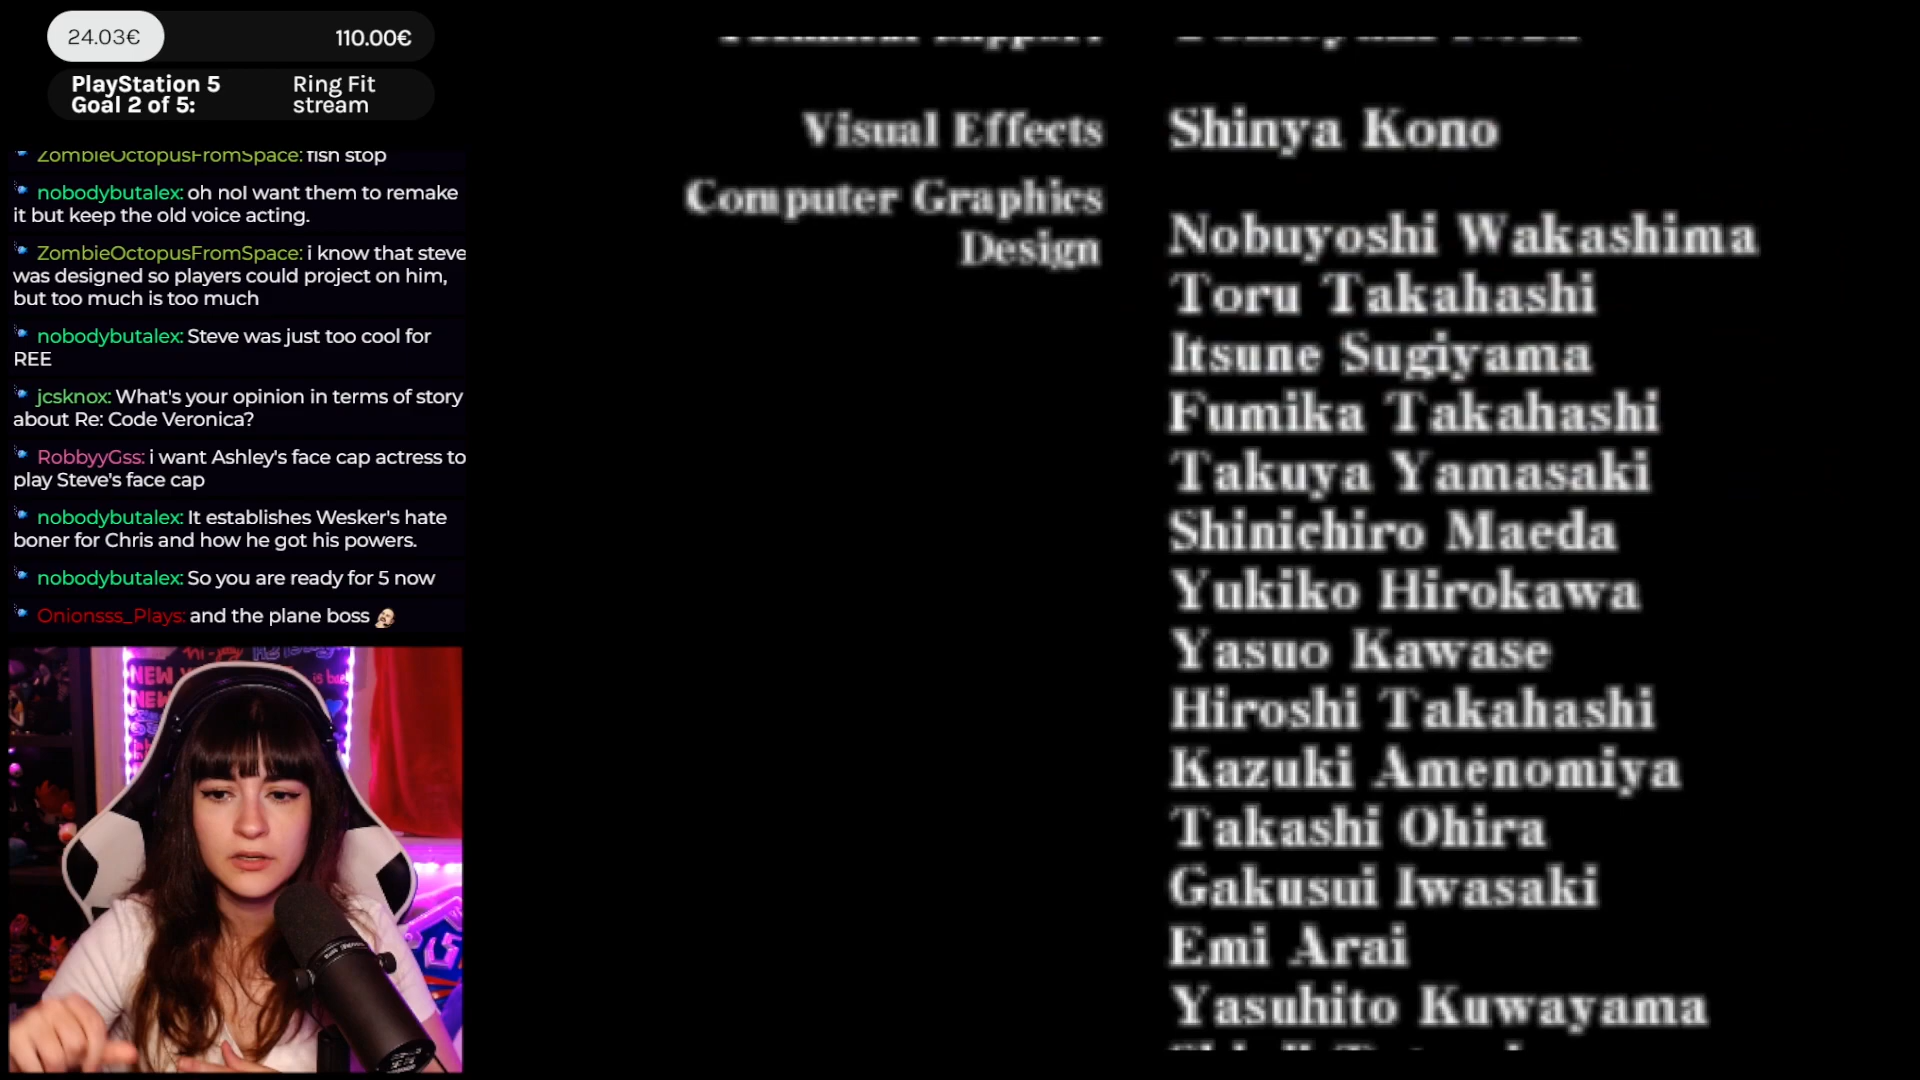 24.03€ 110.00€
PlayStation 5
Goal 2 of 5:
Ring Fit
stream
ZombieOctopusFromSpace: fish stop
nobodybutalex: oh noI want them to remake
it but keep the old voice acting.
ZombieOctopusFromSpace: i know that steve
was designed so players could project on him,
but too much is too much
nobodybutalex: Steve was just too cool for
REE
jcsknox: What's your opinion in terms of story
about Re: Code Veronica?
RobbyyGss: i want Ashley's face cap actress to
play Steve's face cap
nobodybutalex: It establishes Wesker's hate
boner for Chris and how he got his powers.
nobodybutalex: So you are ready for 5 now
Onionsss_Plays: and the plane boss
NEW
NEW
Technical Support
Visual Effects Shinya Kono
Computer Graphics
Design
Nobuyoshi Wakashima
Toru Takahashi
Itsune Sugiyama
Fumika Takahashi
Takuya Yamasaki
Shinichiro Maeda
Yukiko Hirokawa
Yasuo Kawase
Hiroshi Takahashi
Kazuki Amenomiya
Takashi Ohira
Gakusui Iwasaki
Emi Arai
Yasuhito Kuwayama